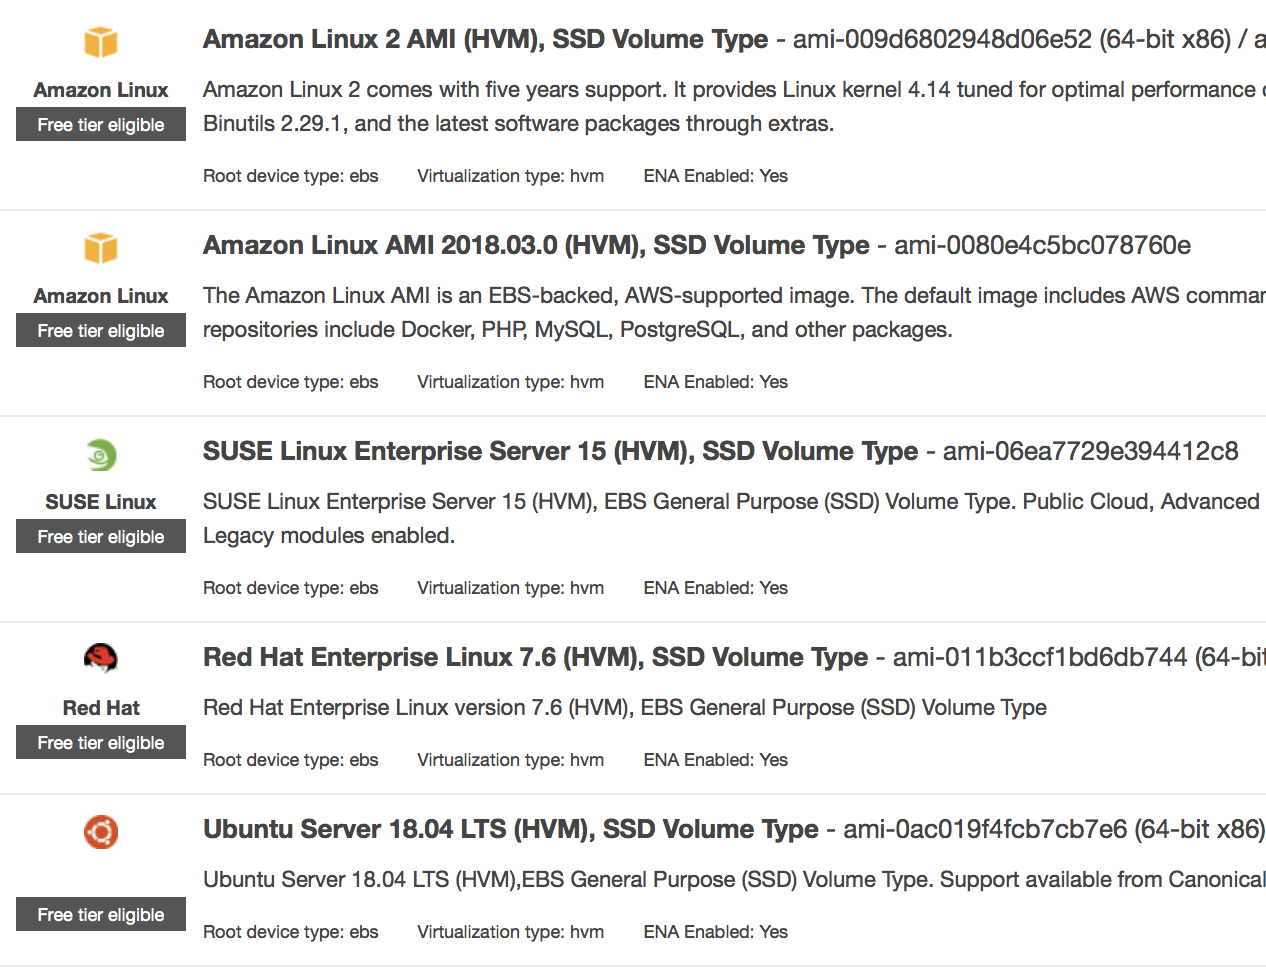 Amazon Linux 2 AMI (HVM), SSD Volume Type - ami-009d6802948d06e52 (64-bit x86) / a
Amazon Linux
Free tier eligible
Amazon Linux 2 comes with five years support. It provides Linux kernel 4.14 tuned for optimal performance
Binutils 2.29.1, and the latest software packages through extras.
Root device type: ebs Virtualization type: hvm ENA Enabled: Yes
Amazon Linux AMI 2018.03.0 (HVM), SSD Volume Type - ami-0080e4c5bc078760e
Amazon Linux
Free tier eligible
The Amazon Linux AMI is an EBS-backed, AWS-supported image. The default image includes AWS comman
repositories include Docker, PHP, MySQL, PostgreSQL, and other packages.
Root device type: ebs Virtualization type: hvm ENA Enabled: Yes
SUSE Linux Enterprise Server 15 (HVM), SSD Volume Type - ami-06ea7729e394412c8
SUSE Linux
Free tier eligible
SUSE Linux Enterprise Server 15 (HVM), EBS General Purpose (SSD) Volume Type. Public Cloud, Advanced
Legacy modules enabled.
Root device type: ebs Virtualization type: hvm ENA Enabled: Yes
Red Hat Enterprise Linux 7.6 (HVM), SSD Volume Type - ami-011b3ccf1bd6db744 (64-bit
Red Hat
Free tier eligible
Red Hat Enterprise Linux version 7.6 (HVM), EBS General Purpose (SSD) Volume Type
Root device type: ebs Virtualization type: hvm ENA Enabled: Yes
Ubuntu Server 18.04 LTS (HVM), SSD Volume Type - ami-0ac019f4fcb7cb7e6 (64-bit x86)
Free tier eligible
Ubuntu Server 18.04 LTS (HVM),EBS General Purpose (SSD) Volume Type. Support available from Canonical
Root device type: ebs Virtualization type: hvm ENA Enabled: Yes